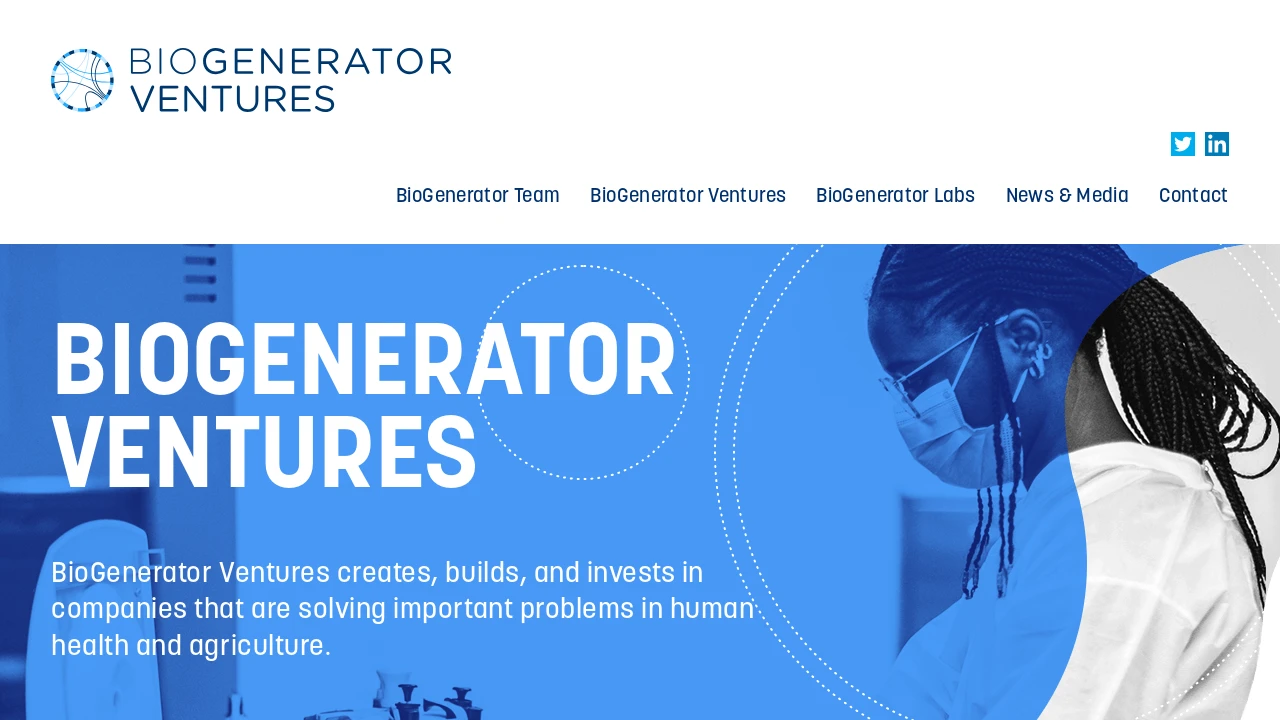 BIOGENERATOR
VENTURES
in
BioGenerator Team BioGenerator Ventures BioGenerator Labs News & Media Contact
BIOGENERATOR
VENTURES
BioGenerator Ventures creates, builds, and invests in
companies that are solving important problems in human
health and agriculture.